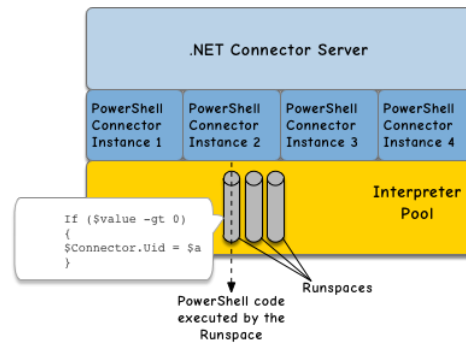 .NET Connector Server
PowerShell
Connector
Instance 1
PowerShell
Connector
Instance 2
PowerShell
Connector
Instance 3
PowerShell
Connector
Instance 4
Interpreter
Pool
If ($value -gt 0)
{
$Connector.Uid = $a
}
Runspaces
PowerShell code
executed by the
Runspace